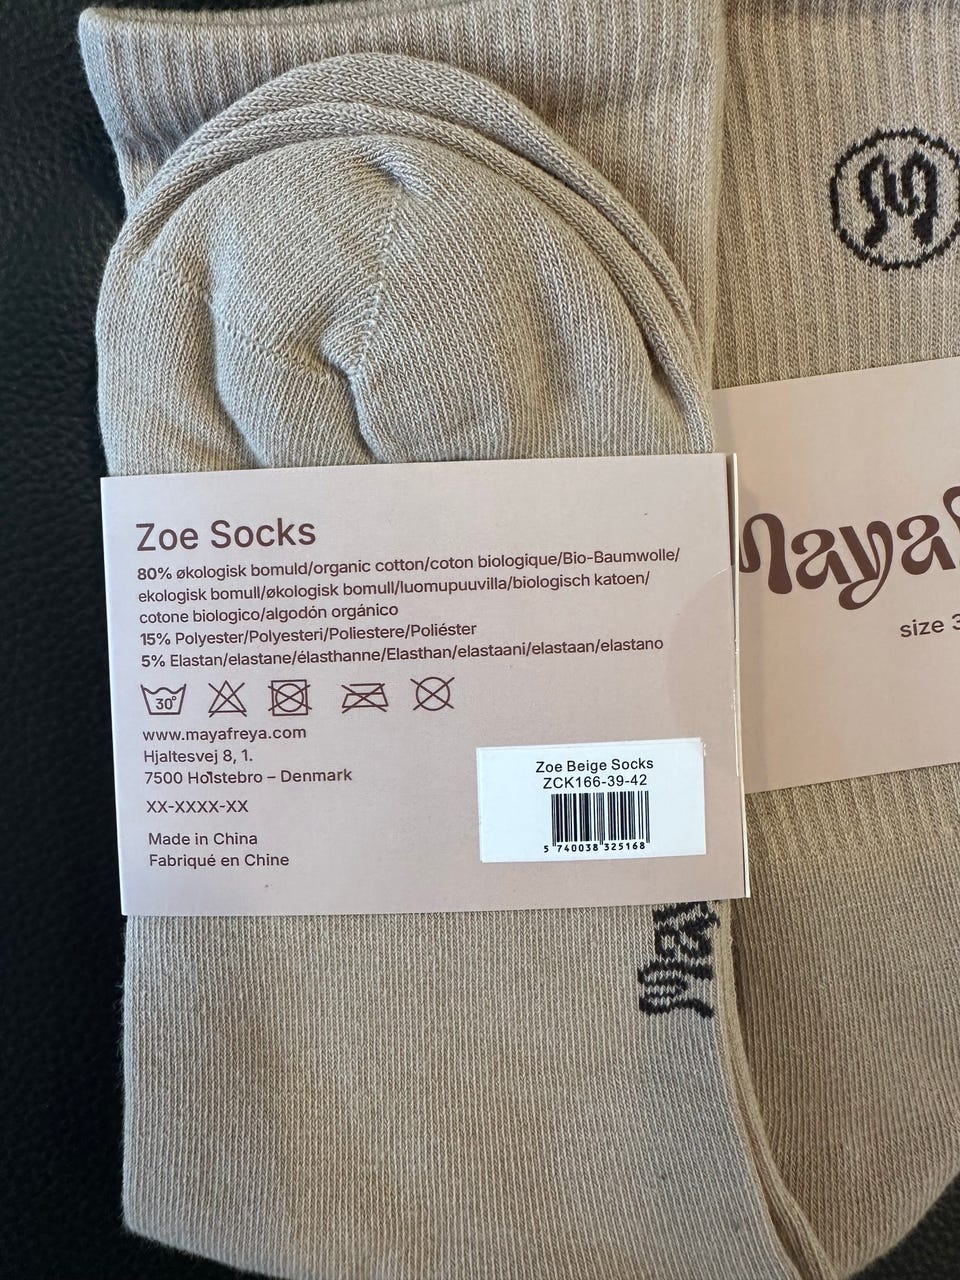 Zoe Socks
80% økologisk bomuld/organic cotton/coton biologique/Bio-Baumwolle/
ekologisk bomull/økologisk bomull/luomupuuvilla/biologisch katoen/
cotone biologico/algodón orgánico
15% Polyester/Polyesteri/Poliestere/Poliéster
5% Elastan/elastane/élasthanne/Elasthan/elastaani/elastaan/elastano
30°
www.mayafreya.com
Hjaltesvej 8, 1.
7500 Holstebro – Denmark
XX-XXXX-XX
Made in China
Fabriqué en Chine
Zoe Beige Socks
ZCK166-39-42
5 740038 325168
Maya
size 3